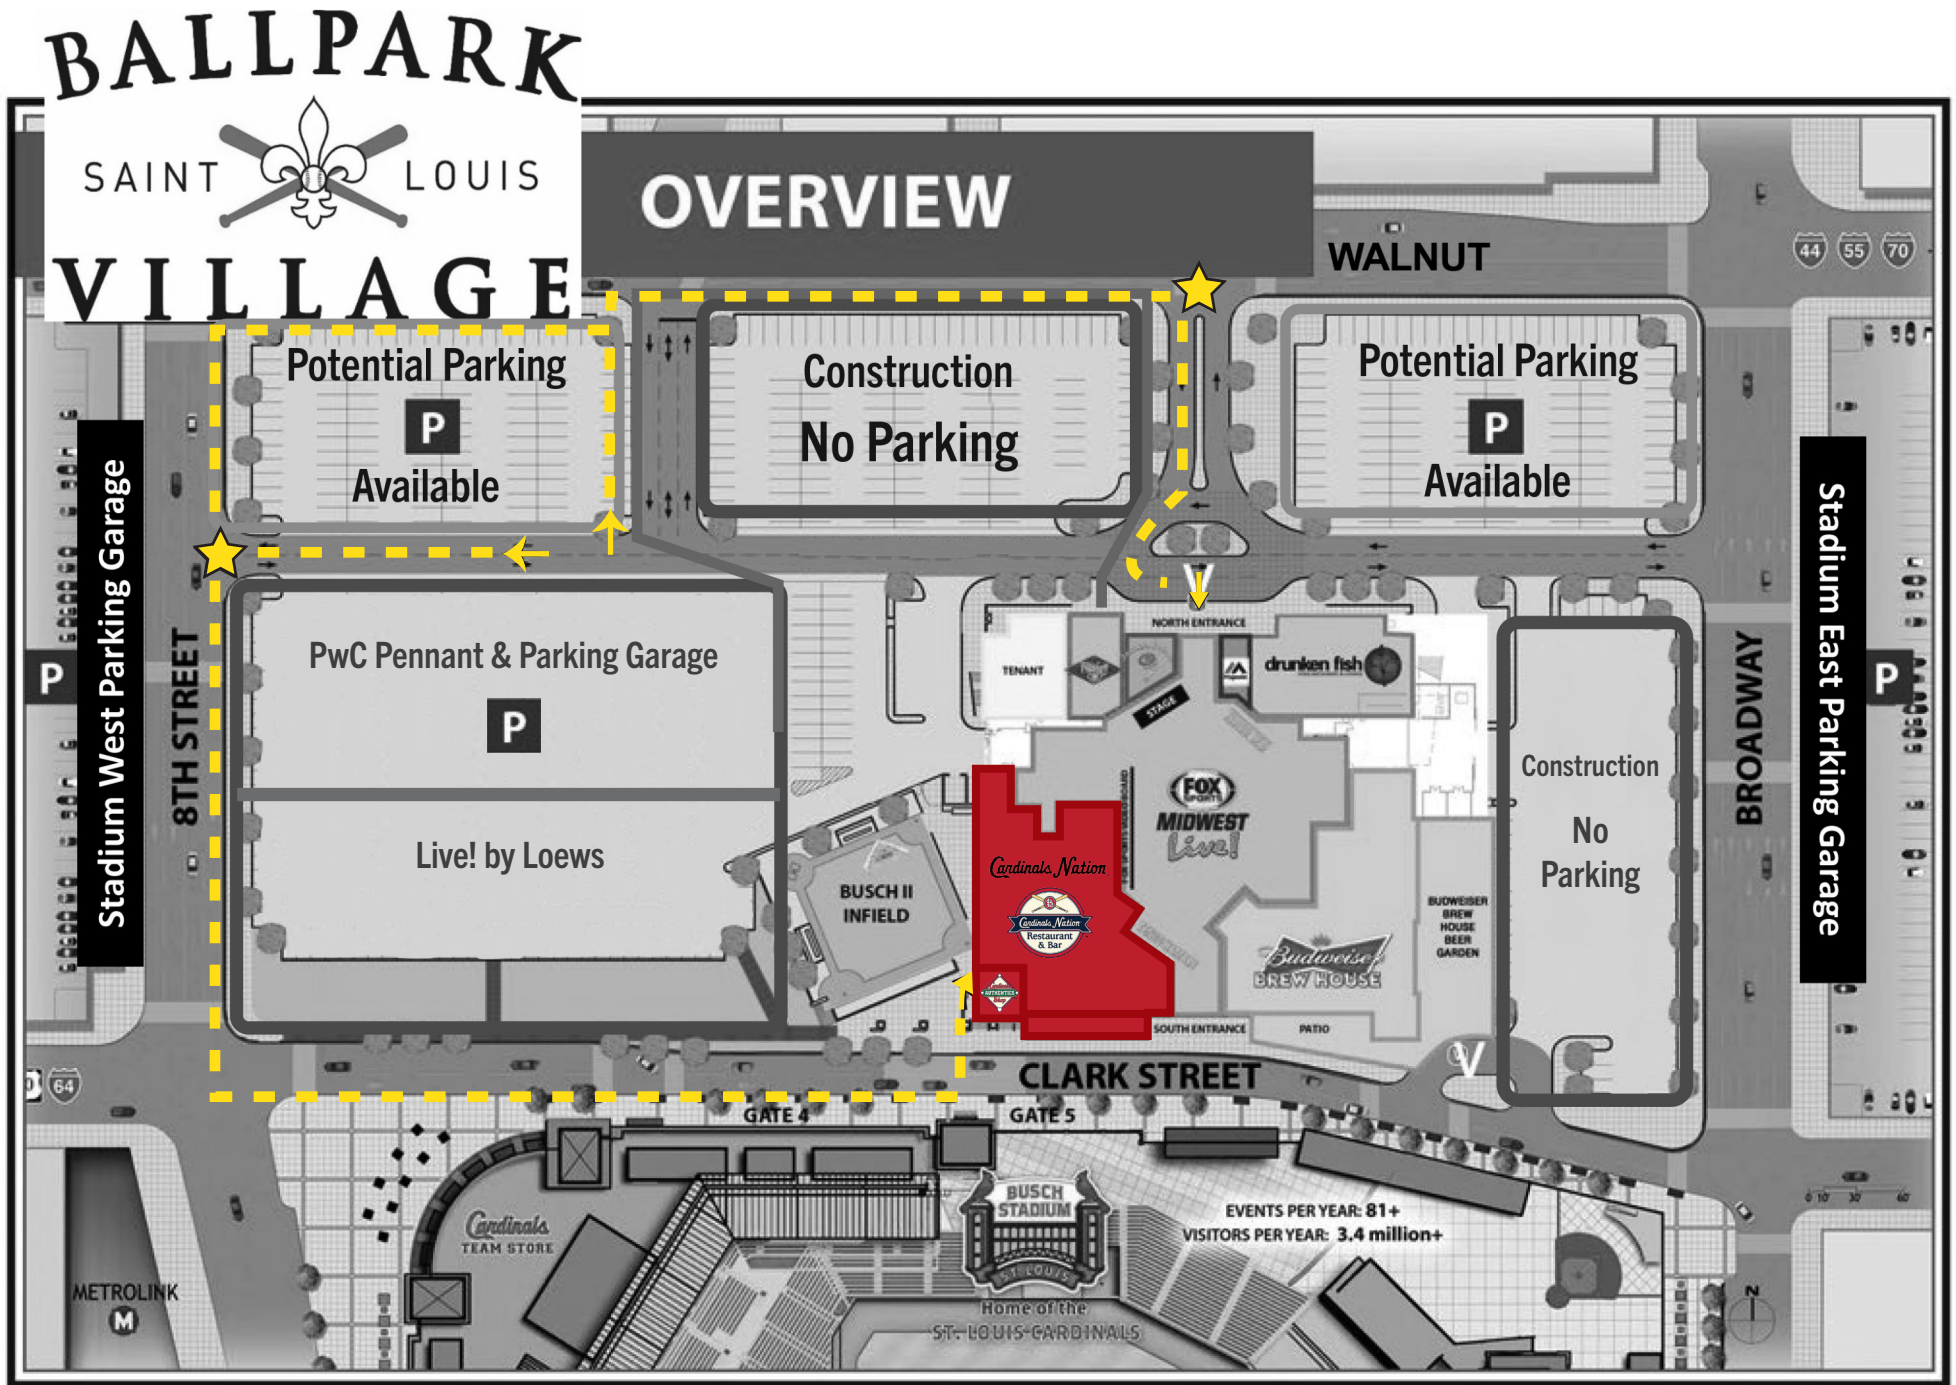 BALLPARK
SAINT LOUIS
VILLAGE
OVERVIEW
WALNUT
44 55 70
Potential Parking
P
Available
Construction
No Parking
Potential Parking
P
Available
Stadium West Parking Garage
P
8TH STREET
PwC Pennant & Parking Garage
P
Live! by Loews
V
NORTH ENTRANCE
TENANT
STAGE
drunken fish
FOX
SPORTS
MIDWEST
Live!
BUSCH II
INFIELD
Cardinals Nation
Cardinals Nation
Restaurant
& Bar
AUTHENTICS
Budweiser
BREW HOUSE
BUDWEISER
BREW
HOUSE
BEER
GARDEN
Construction
No
Parking
BROADWAY
Stadium East Parking Garage
P
SOUTH ENTRANCE
PATIO
V
64
CLARK STREET
GATE 4
GATE 5
Cardinals
TEAM STORE
BUSCH
STADIUM
ST. LOUIS
Home of the
ST. LOUIS CARDINALS
EVENTS PER YEAR: 81+
VISITORS PER YEAR: 3.4 million+
METROLINK
M
0 10' 30' 60'
N